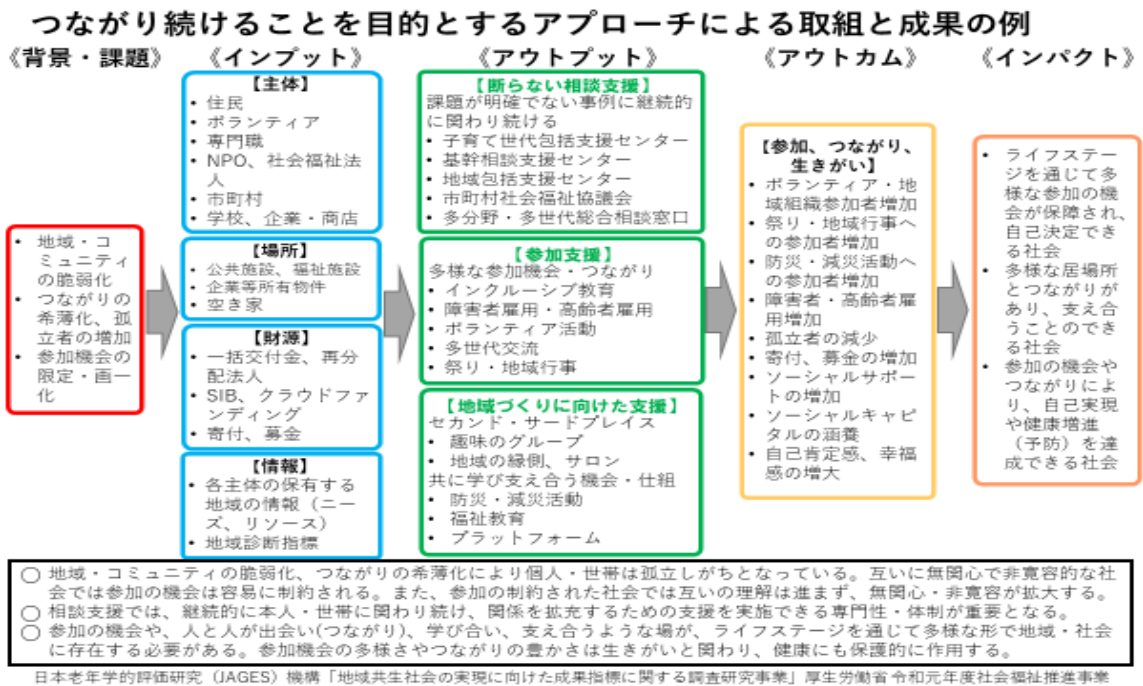 つながり続けることを目的とするアプローチによる取組と成果の例
《背景・課題》
《インプット》
《アウトプット》
《アウトカム》
《インパクト》
• 地域・コ
ミュニティ
の脆弱化
• つながりの
希薄化、孤
立者の増加
• 参加機会の
限定・画一
化
【主体】
• 住民
• ボランティア
• 専門職
• NPO、社会福祉法
人
• 市町村
• 学校、企業・商店
【場所】
• 公共施設、福祉施設
• 企業等所有物件
• 空き家
【財源】
• 一括交付金、再分
配法人
• SIB、クラウドファ
ンディング
• 寄付、募金
【情報】
• 各主体の保有する
地域の情報（ニー
ズ、リソース）
• 地域診断指標
【断らない相談支援】
課題が明確でない事例に継続的
に関わり続ける
• 子育て世代包括支援センター
• 基幹相談支援センター
• 地域包括支援センター
• 市町村社会福祉協議会
• 多分野・多世代総合相談窓口
【参加支援】
多様な参加機会・つながり
• インクルーシブ教育
• 障害者雇用・高齢者雇用
• ボランティア活動
• 多世代交流
• 祭り・地域行事
【地域づくりに向けた支援】
セカンド・サードプレイス
• 趣味のグループ
• 地域の縁側、サロン
共に学び支え合う機会・仕組
• 防災・減災活動
• 福祉教育
• プラットフォーム
【参加、つながり、
生きがい】
• ボランティア・地
域組織参加者増加
• 祭り・地域行事へ
の参加者増加
• 防災・減災活動へ
の参加者増加
• 障害者・高齢者雇
用増加
• 孤立者の減少
• 寄付、募金の増加
• ソーシャルサポー
トの増加
• ソーシャルキャピ
タルの涵養
• 自己肯定感、幸福
感の増大
• ライフステー
ジを通じて多
様な参加の機
会が保障され、
自己決定でき
る社会
• 多様な居場所
とつながりが
あり、支え合
うことのでき
る社会
• 参加の機会や
つながりによ
り、自己実現
や健康増進
（予防）を達
成できる社会
○ 地域・コミュニティの脆弱化、つながりの希薄化により個人・世帯は孤立しがちとなっている。互いに無関心で非寛容的な社
会では参加の機会は容易に制約される。また、参加の制約された社会では互いの理解は進まず、無関心・非寛容が拡大する。
○ 相談支援では、継続的に本人・世帯に関わり続け、関係を拡充するための支援を実施できる専門性・体制が重要となる。
○ 参加の機会や、人と人が出会い(つながり)、学び合い、支え合うような場が、ライフステージを通じて多様な形で地域・社会
に存在する必要がある。参加機会の多様さやつながりの豊かさは生きがいと関わり、健康にも保護的に作用する。
日本老年学的評価研究（JAGES）機構「地域共生社会の実現に向けた成果指標に関する調査研究事業」厚生労働省 令和元年度社会福祉推進事業